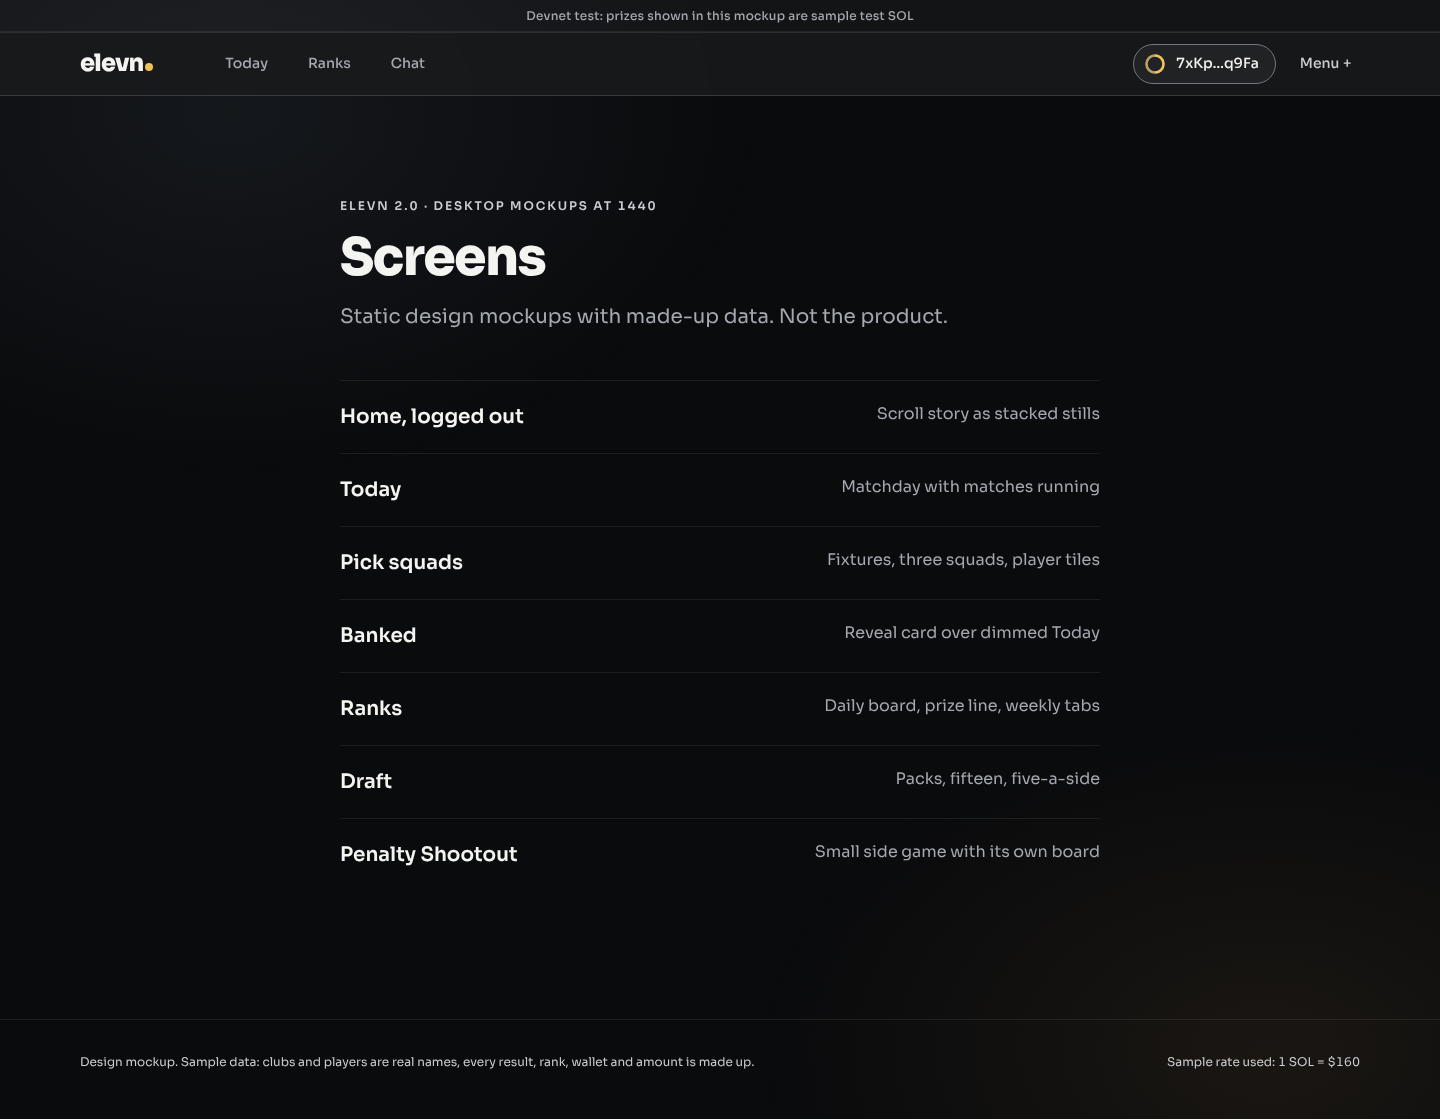 Devnet test: prizes shown in this mockup are sample test SOL
elevn.
Today
Ranks
Chat
7xKp...q9Fa
Menu +
ELEVN 2.0 · DESKTOP MOCKUPS AT 1440
Screens
Static design mockups with made-up data. Not the product.
Home, logged out
Scroll story as stacked stills
Today
Matchday with matches running
Pick squads
Fixtures, three squads, player tiles
Banked
Reveal card over dimmed Today
Ranks
Daily board, prize line, weekly tabs
Draft
Packs, fifteen, five-a-side
Penalty Shootout
Small side game with its own board
Design mockup. Sample data: clubs and players are real names, every result, rank, wallet and amount is made up.
Sample rate used: 1 SOL = $160